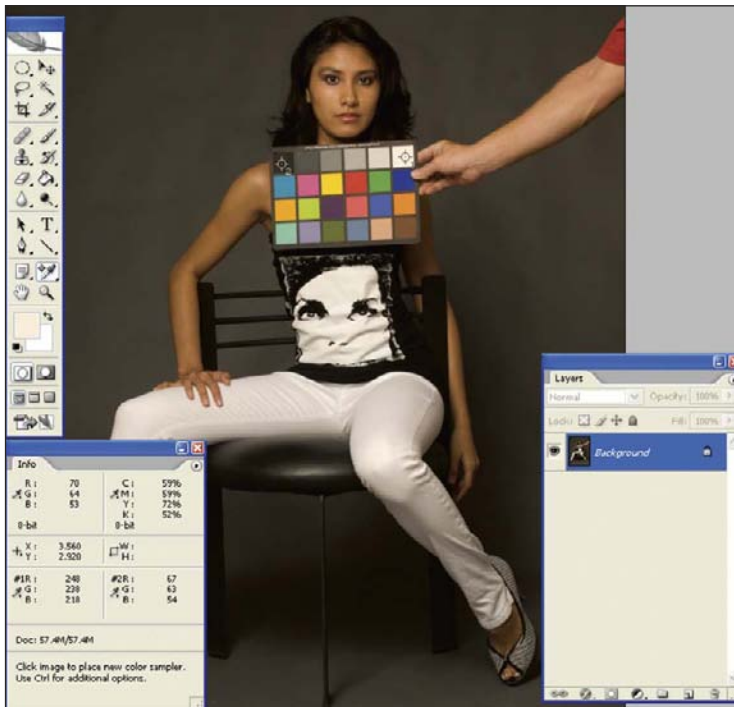 Info
R: 70 C: 59%
G: 64 M: 59%
B: 53 Y: 72%
K: 52%
8-bit 8-bit
X: 3.560 W:
Y: 2.920 H:
#1R: 248 #2R: 67
G: 238 G: 63
B: 218 B: 54
Doc: 57.4M/57.4M
Click image to place new color sampler.
Use Ctrl for additional options.
Layers
Normal Opacity: 100%
Lock: Fill: 100%
Background